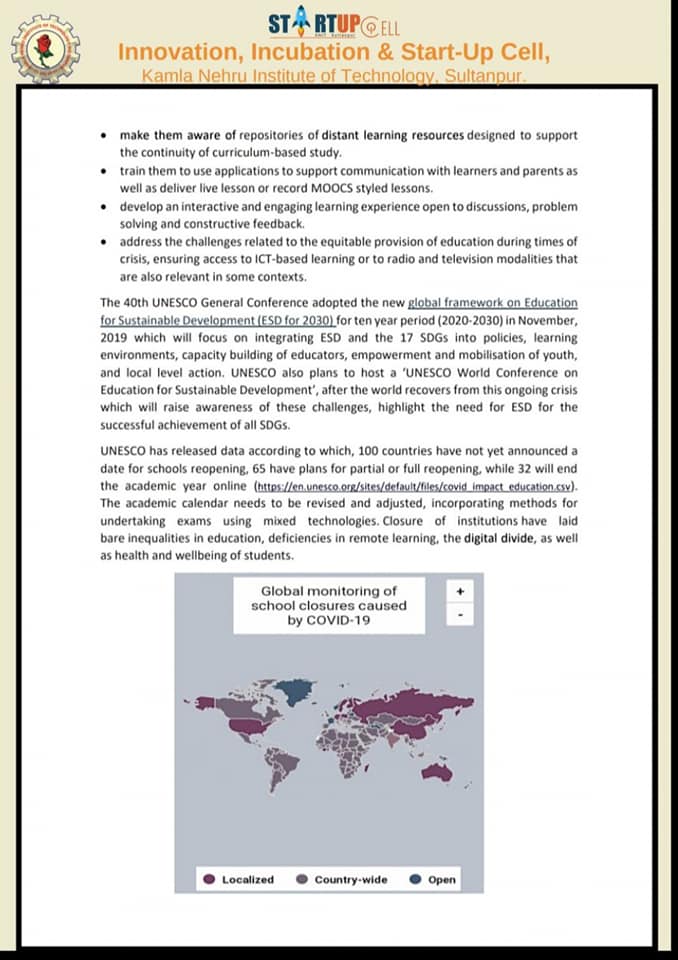 STARTUP@CELL
Innovation, Incubation & Start-Up Cell,
Kamla Nehru Institute of Technology, Sultanpur.
• make them aware of repositories of distant learning resources designed to support
the continuity of curriculum-based study.
• train them to use applications to support communication with learners and parents as
well as deliver live lesson or record MOOCS styled lessons.
• develop an interactive and engaging learning experience open to discussions, problem
solving and constructive feedback.
• address the challenges related to the equitable provision of education during times of
crisis, ensuring access to ICT-based learning or to radio and television modalities that
are also relevant in some contexts.
The 40th UNESCO General Conference adopted the new global framework on Education
for Sustainable Development (ESD for 2030) for ten year period (2020-2030) in November,
2019 which will focus on integrating ESD and the 17 SDGs into policies, learning
environments, capacity building of educators, empowerment and mobilisation of youth,
and local level action. UNESCO also plans to host a 'UNESCO World Conference on
Education for Sustainable Development', after the world recovers from this ongoing crisis
which will raise awareness of these challenges, highlight the need for ESD for the
successful achievement of all SDGs.
UNESCO has released data according to which, 100 countries have not yet announced a
date for schools reopening, 65 have plans for partial or full reopening, while 32 will end
the academic year online (https://en.unesco.org/sites/default/files/covid_impact_education.csv).
The academic calendar needs to be revised and adjusted, incorporating methods for
undertaking exams using mixed technologies. Closure of institutions have laid
bare inequalities in education, deficiencies in remote learning, the digital divide, as well
as health and wellbeing of students.
Global monitoring of
school closures caused
by COVID-19
+
-
Localized Country-wide Open